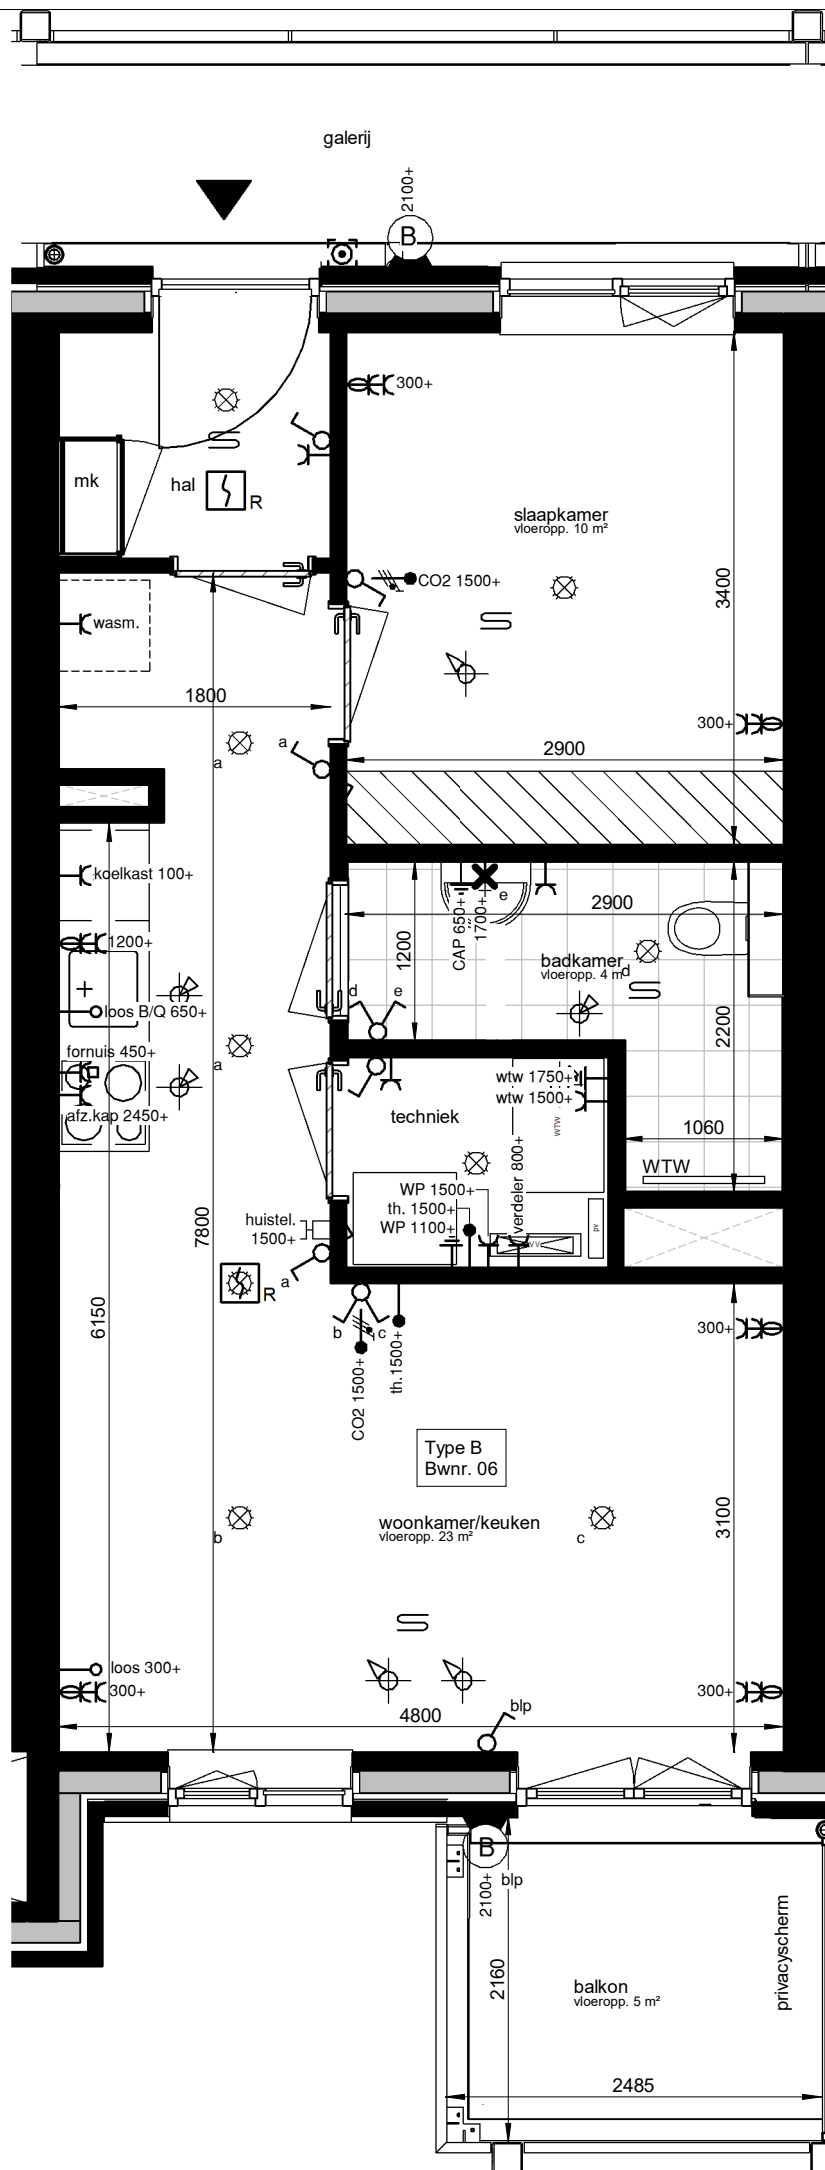 galerij
2100+
B
300+
mk
hal
R
slaapkamer
vloeropp. 10 m²
CO2 1500+
3400
wasm.
1800
300+
a
a
2900
koelkast 100+
CAP 650+
1700+
e
2900
1200+
1200
badkamer
vloeropp. 4 m²
d
loos B/Q 650+
d
e
2200
fornuis 450+
a
afz.kap 2450+
wtw 1750+
wtw 1500+
WTW
techniek
1060
verdeler 800+
WTW
WP 1500+
th. 1500+
WP 1100+
huistel.
1500+
7800
pv
VV
R
a
6150
b
c
CO2 1500+
th.1500+
300+
Type B
Bwnr. 06
3100
woonkamer/keuken
vloeropp. 23 m²
b
c
loos 300+
300+
300+
blp
4800
B
blp
2100+
2160
privacyscherm
balkon
vloeropp. 5 m²
2485